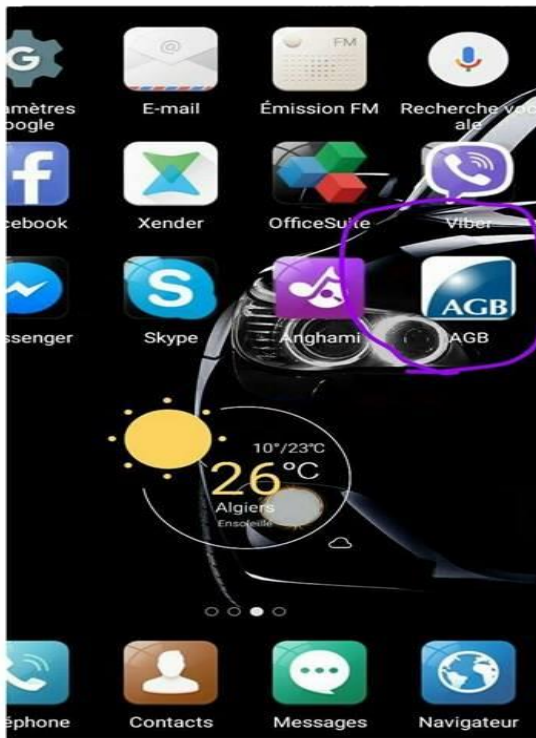 G
FM
amètres
oogle
E-mail
Émission FM
Recherche voc
ale
cebook
Xender
OfficeSuite
Viber
AGB
ssenger
Skype
Anghami
AGB
10°/23°C
26°C
Algiers
Ensoleillé
éphone
Contacts
Messages
Navigateur